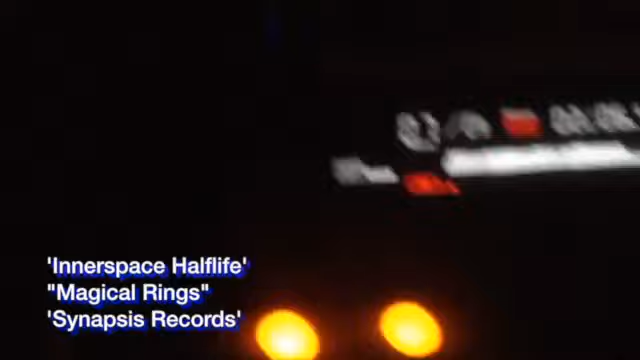 'Innerspace Halflife'
"Magical Rings"
'Synapsis Records'